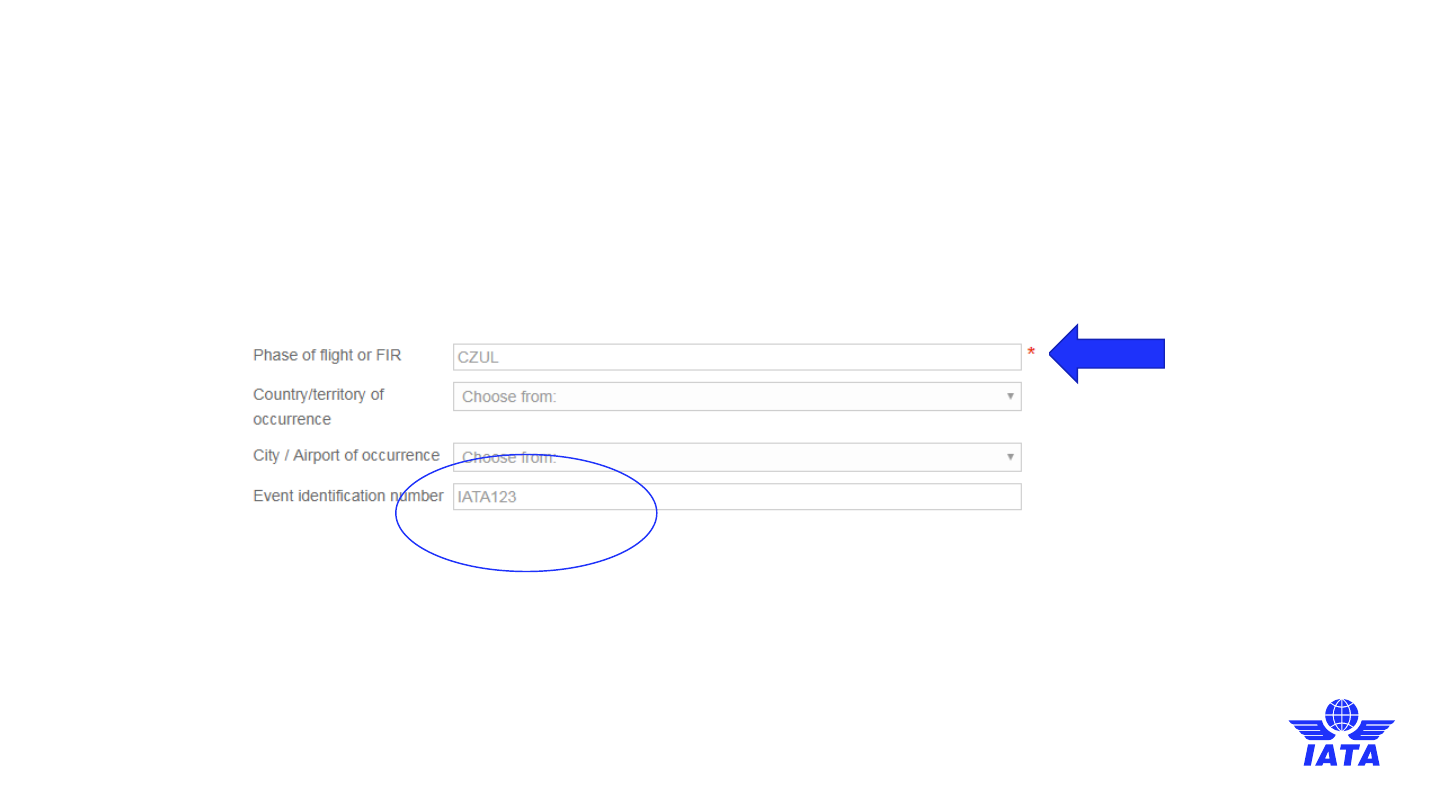 Phase of flight or FIR CZUL *
Country/territory of Choose from:
occurrence
City / Airport of occurrence Choose from:
Event identification number IATA123
IATA